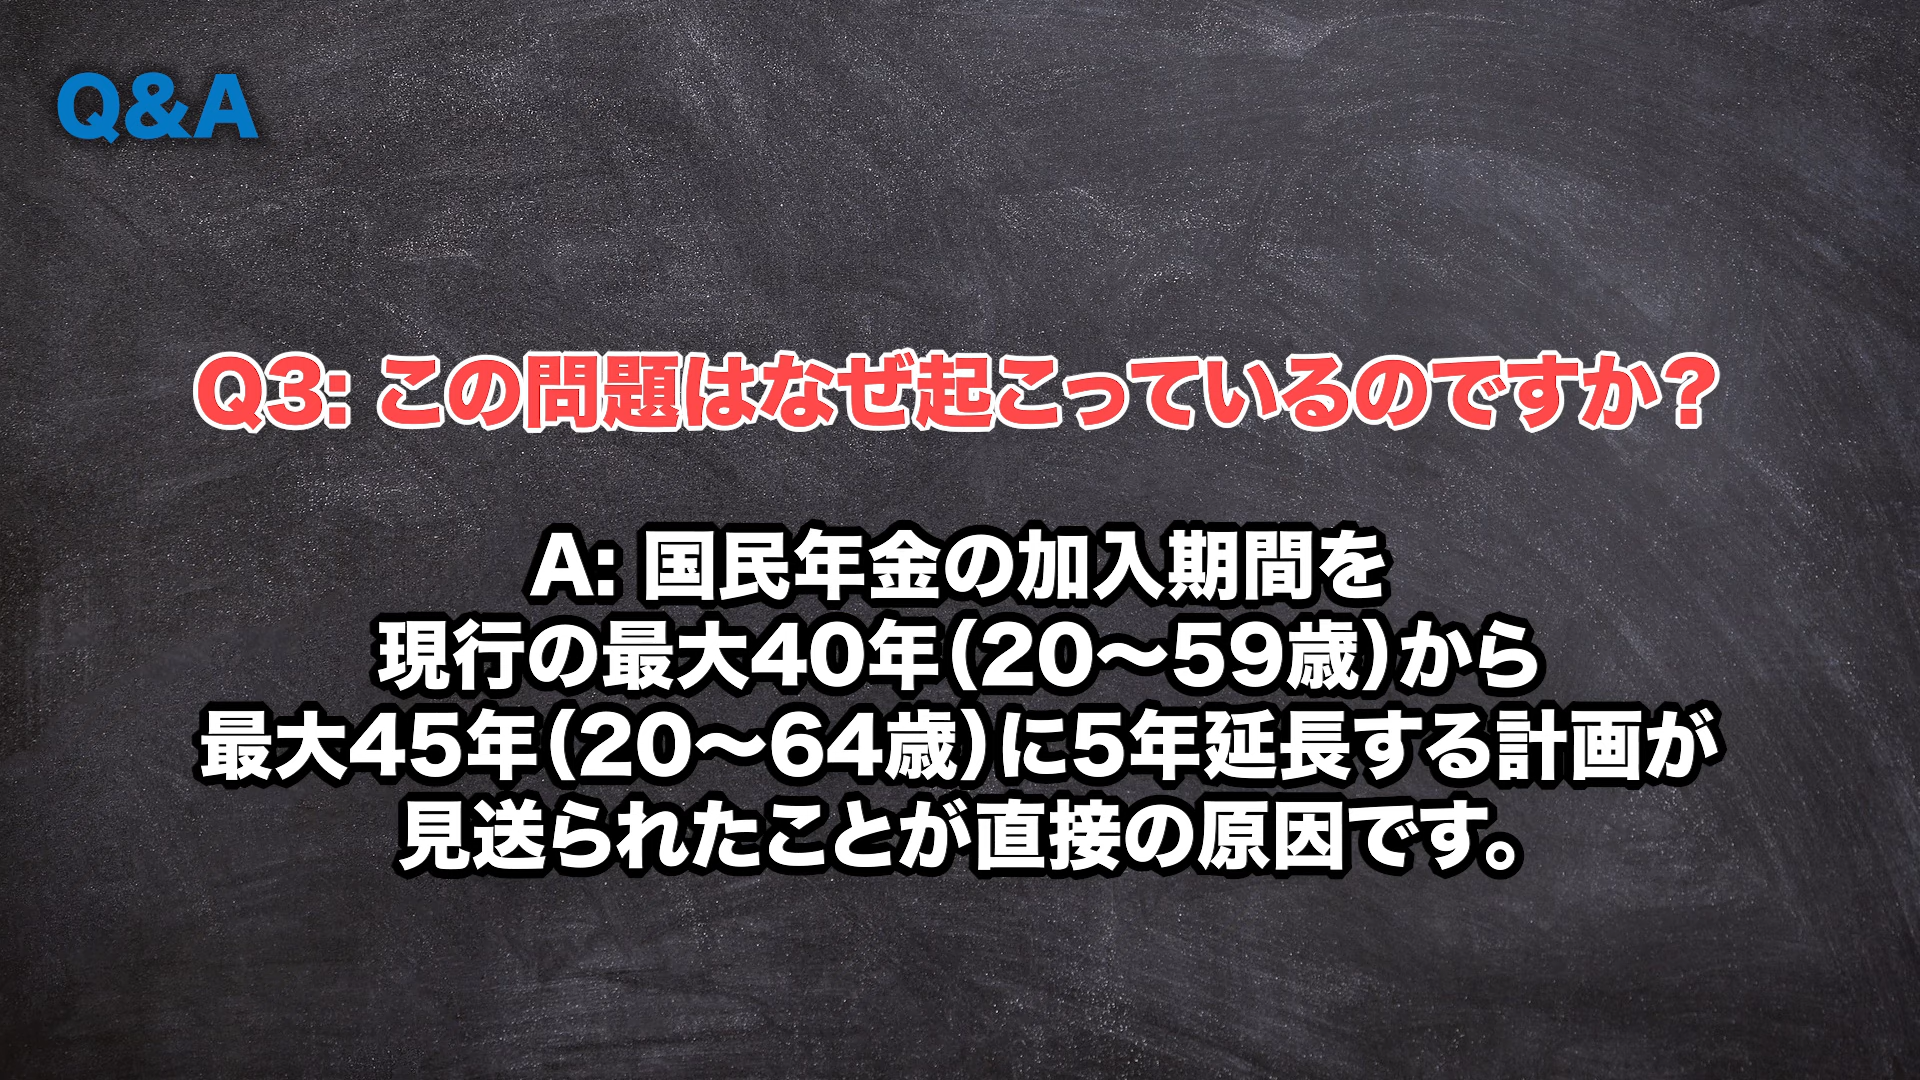 Q&A
Q3: この問題はなぜ起こっているのですか？
A: 国民年金の加入期間を
現行の最大40年（20～59歳）から
最大45年（20～64歳）に5年延長する計画が
見送られたことが直接の原因です。